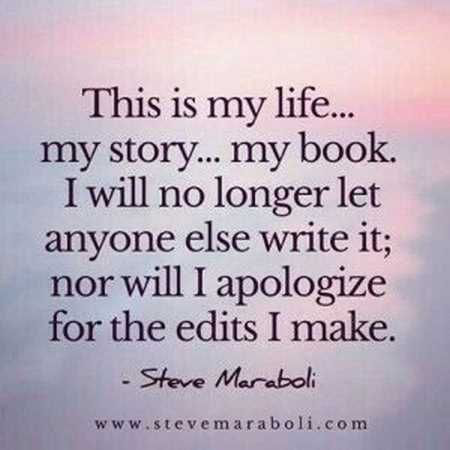 This is my life...
my story... my book.
I will no longer let
anyone else write it;
nor will I apologize
for the edits I make.
- Steve Maraboli
www.stevemaraboli.com